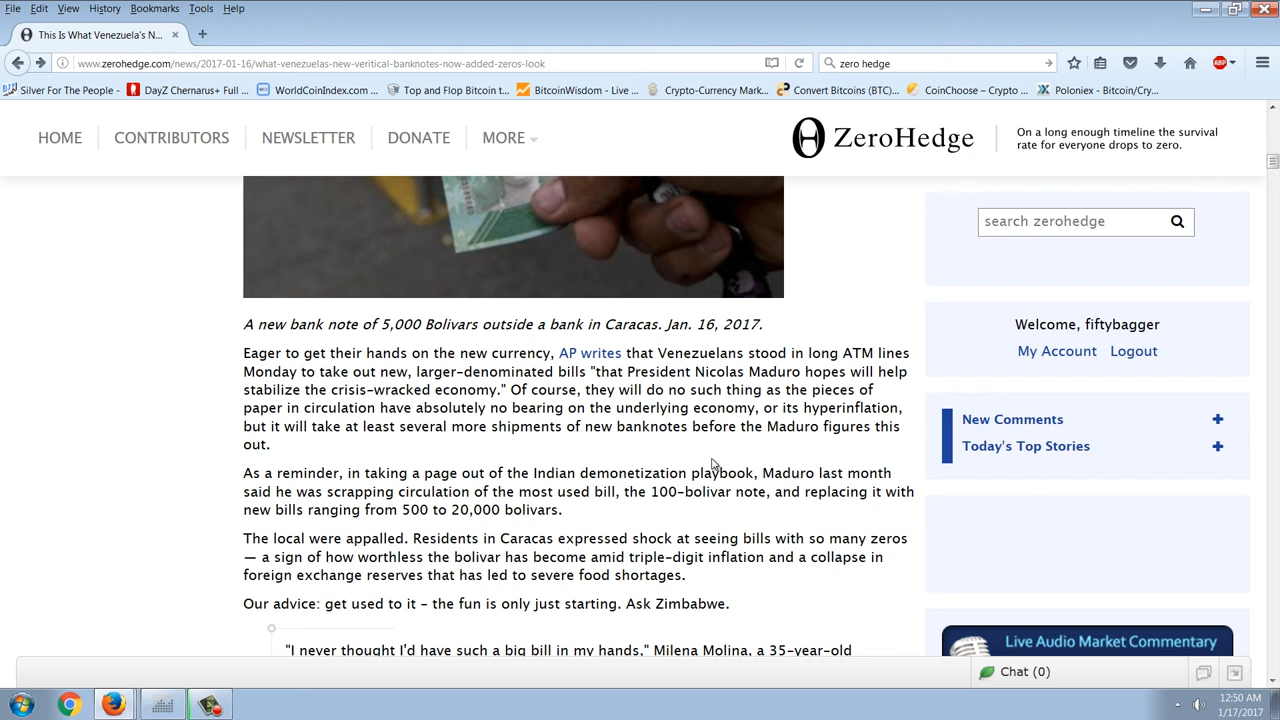 File Edit View History Bookmarks Tools Help
This Is What Venezuela's N...
www.zerohedge.com/news/2017-01-16/what-venezuelas-new-veritical-banknotes-now-added-zeros-look
zero hedge
ABP
Silver For The People - DayZ Chernarus+ Full ... WorldCoinIndex.com ... Top and Flop Bitcoin t... BitcoinWisdom - Live ... Crypto-Currency Mark... Convert Bitcoins (BTC)... CoinChoose – Crypto ... Poloniex - Bitcoin/Cry...
HOME CONTRIBUTORS NEWSLETTER DONATE MORE
ZeroHedge
On a long enough timeline the survival
rate for everyone drops to zero.
A new bank note of 5,000 Bolivars outside a bank in Caracas. Jan. 16, 2017.
Eager to get their hands on the new currency, AP writes that Venezuelans stood in long ATM lines
Monday to take out new, larger-denominated bills "that President Nicolas Maduro hopes will help
stabilize the crisis-wracked economy." Of course, they will do no such thing as the pieces of
paper in circulation have absolutely no bearing on the underlying economy, or its hyperinflation,
but it will take at least several more shipments of new banknotes before the Maduro figures this
out.
As a reminder, in taking a page out of the Indian demonetization playbook, Maduro last month
said he was scrapping circulation of the most used bill, the 100-bolivar note, and replacing it with
new bills ranging from 500 to 20,000 bolivars.
The local were appalled. Residents in Caracas expressed shock at seeing bills with so many zeros
— a sign of how worthless the bolivar has become amid triple-digit inflation and a collapse in
foreign exchange reserves that has led to severe food shortages.
Our advice: get used to it – the fun is only just starting. Ask Zimbabwe.
"I never thought I'd have such a big bill in my hands," Milena Molina, a 35-year-old
search zerohedge
Welcome, fiftybagger
My Account Logout
New Comments
Today's Top Stories
Live Audio Market Commentary
Chat (0)
12:50 AM
1/17/2017